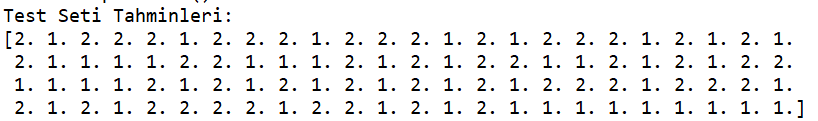 Test Seti Tahminleri:
[2. 1. 2. 2. 2. 1. 2. 2. 2. 1. 2. 2. 2. 1. 2. 1. 2. 2. 2. 1. 2. 1. 2. 1.
2. 1. 1. 1. 1. 2. 2. 1. 1. 2. 1. 2. 1. 2. 2. 1. 1. 2. 1. 2. 1. 2. 2.
1. 1. 1. 1. 2. 1. 2. 1. 2. 1. 2. 1. 2. 1. 2. 1. 2. 2. 2. 1. 2. 2. 2. 1.
2. 1. 2. 1. 2. 2. 2. 2. 1. 2. 2. 1. 2. 1. 2. 1. 1. 1. 1. 1. 1. 1. 1. 1.]